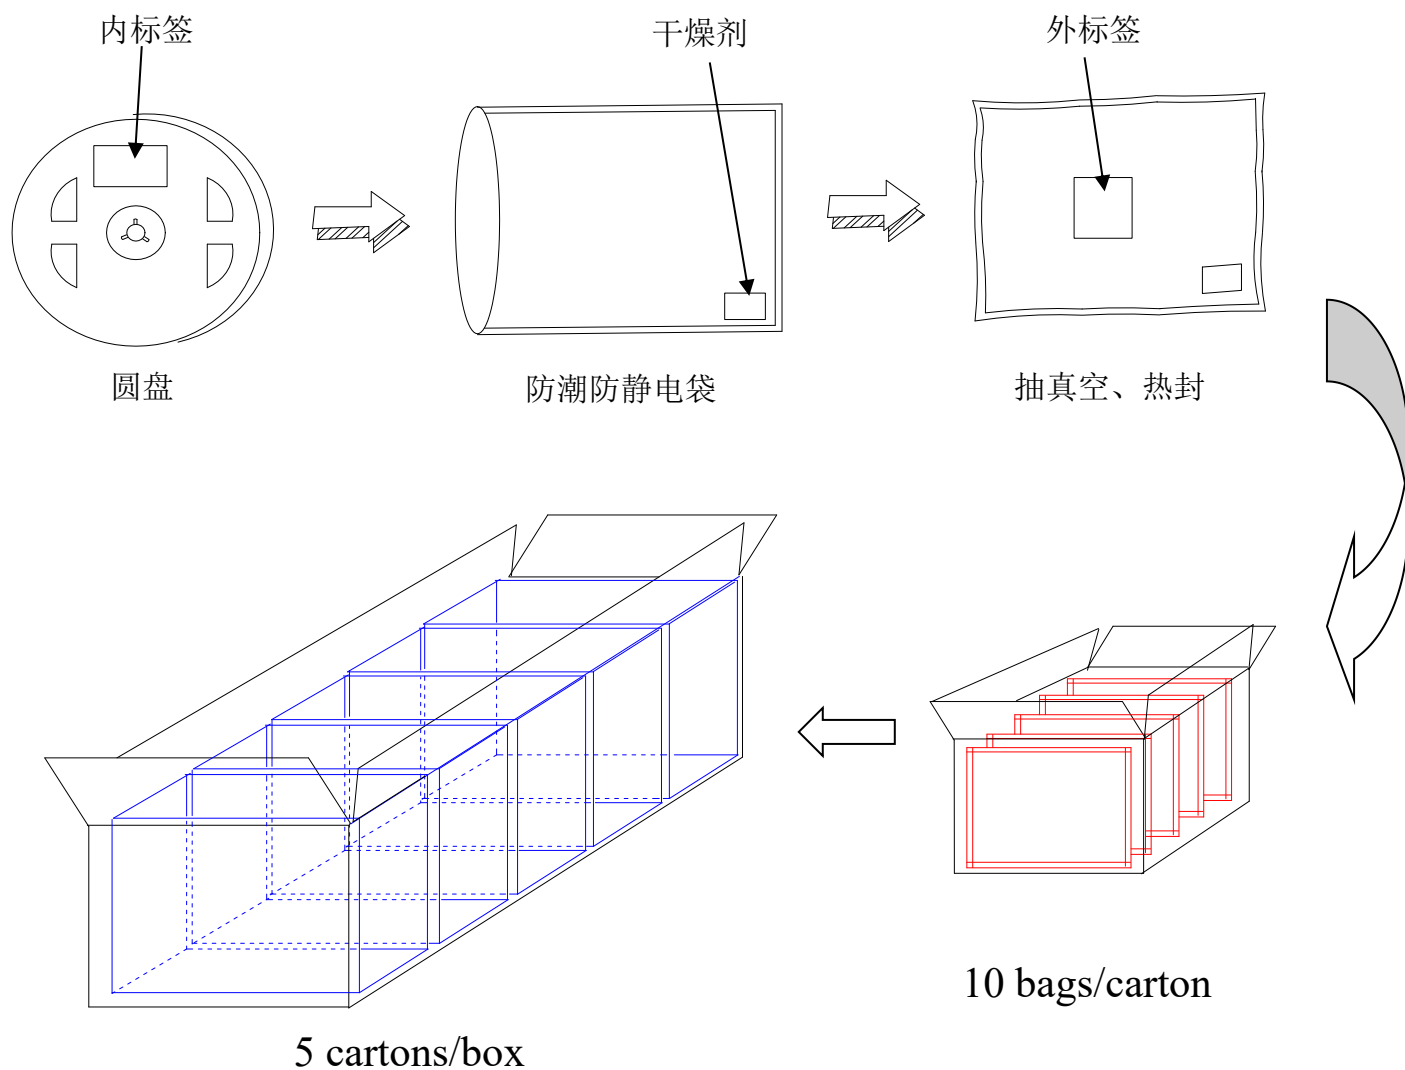 内标签
干燥剂
外标签
圆盘
防潮防静电袋
抽真空、热封
10 bags/carton
5 cartons/box